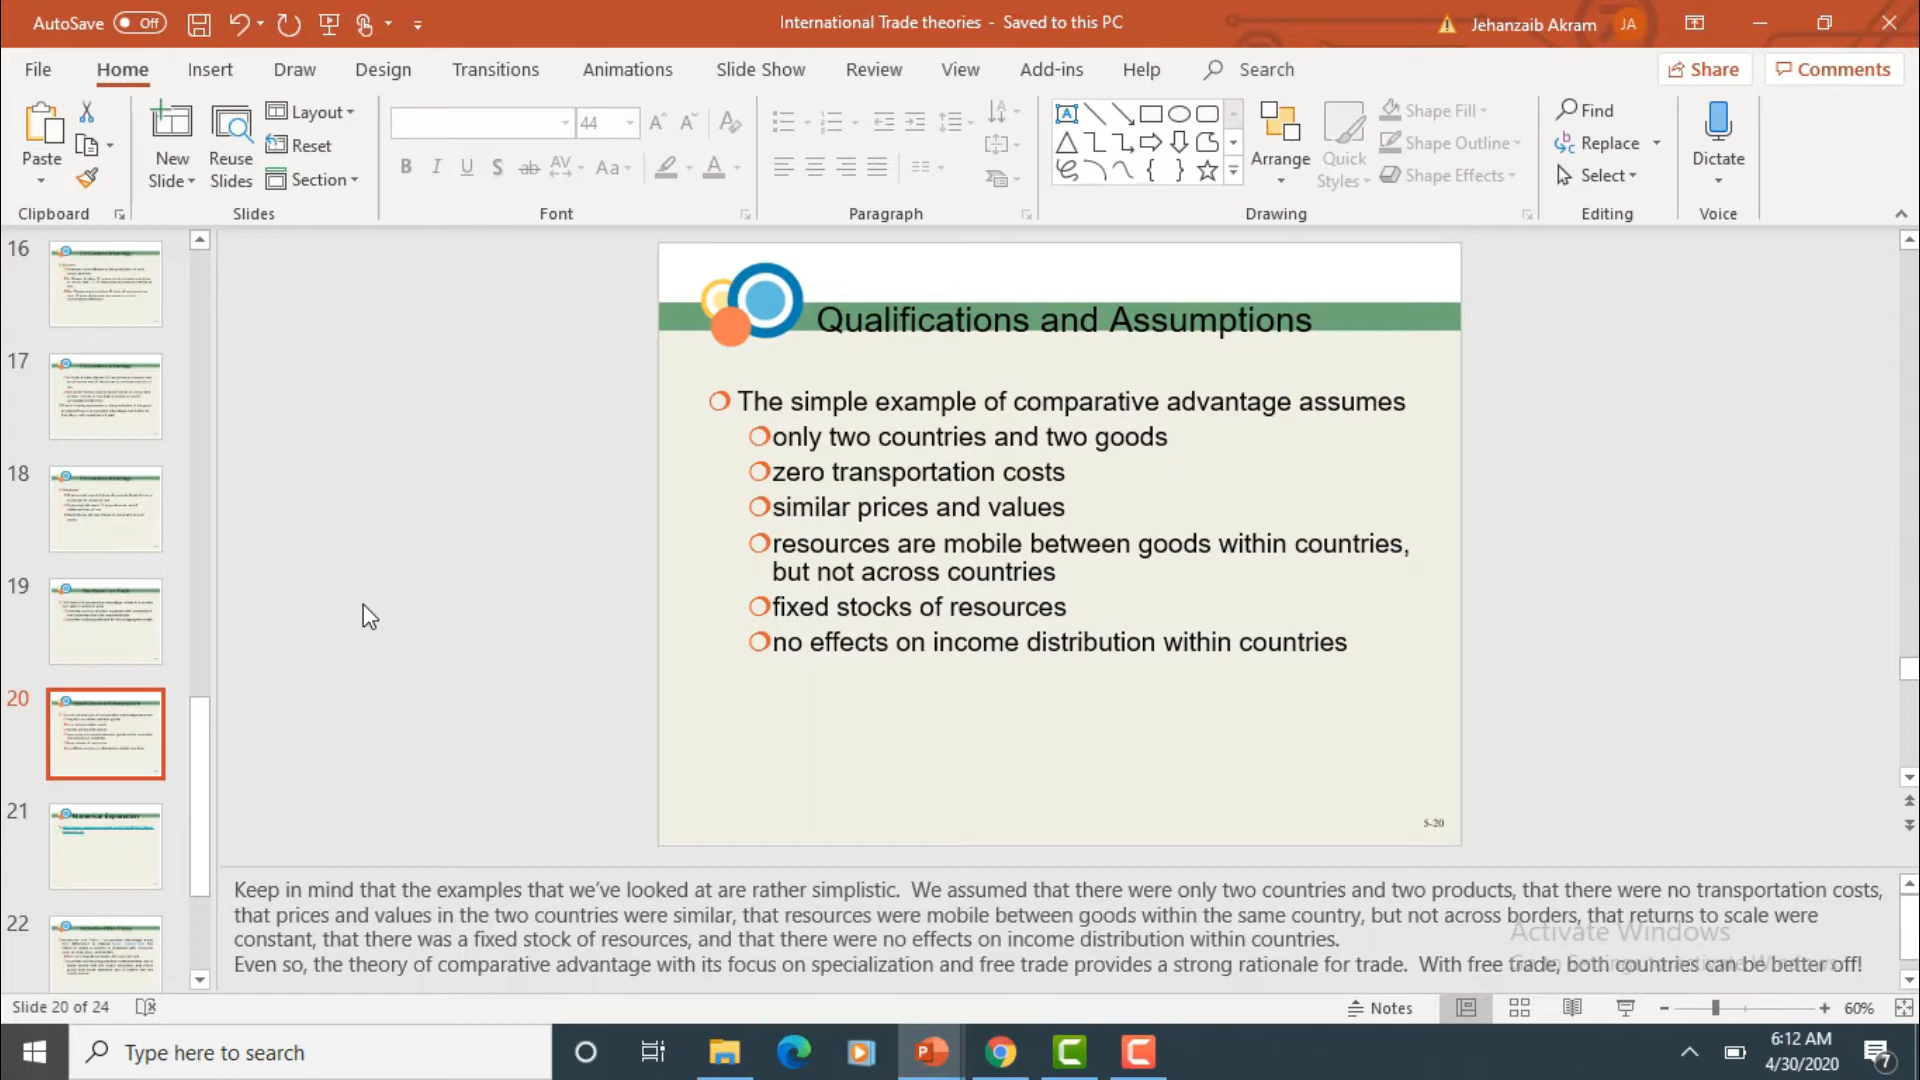 AutoSave Off
International Trade theories - Saved to this PC
Jehanzaib Akram JA
File Home Insert Draw Design Transitions Animations Slide Show Review View Add-ins Help Search Share Comments
Paste
New Slide
Reuse Slides
Layout
Reset
Section
44
Arrange
Quick Styles
Shape Fill
Shape Outline
Shape Effects
Find
Replace
Select
Dictate
Clipboard Slides Font Paragraph Drawing Editing Voice
16
17
18
19
20
21
Numerical Explanation
22
Qualifications and Assumptions
The simple example of comparative advantage assumes
only two countries and two goods
zero transportation costs
similar prices and values
resources are mobile between goods within countries,
but not across countries
fixed stocks of resources
no effects on income distribution within countries
5-20
Keep in mind that the examples that we’ve looked at are rather simplistic. We assumed that there were only two countries and two products, that there were no transportation costs,
that prices and values in the two countries were similar, that resources were mobile between goods within the same country, but not across borders, that returns to scale were
constant, that there was a fixed stock of resources, and that there were no effects on income distribution within countries.
Even so, the theory of comparative advantage with its focus on specialization and free trade provides a strong rationale for trade. With free trade, both countries can be better off!
Activate Windows
Go to Settings to activate Windows.
Slide 20 of 24
Notes
60%
Type here to search
6:12 AM
4/30/2020
7